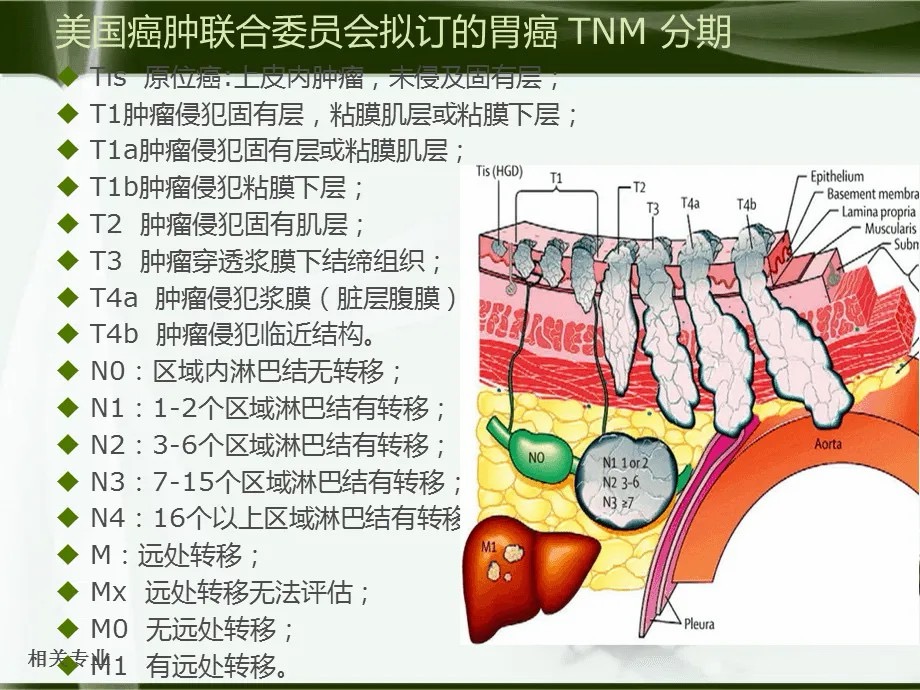 美国癌肿联合委员会拟订的胃癌 TNM 分期
Tis 原位癌:上皮内肿瘤，未侵及固有层；
T1肿瘤侵犯固有层，粘膜肌层或粘膜下层；
T1a肿瘤侵犯固有层或粘膜肌层；
T1b肿瘤侵犯粘膜下层；
T2 肿瘤侵犯固有肌层；
T3 肿瘤穿透浆膜下结缔组织；
T4a 肿瘤侵犯浆膜（脏层腹膜）
T4b 肿瘤侵犯临近结构。
N0：区域内淋巴结无转移；
N1：1-2个区域淋巴结有转移；
N2：3-6个区域淋巴结有转移；
N3：7-15个区域淋巴结有转移；
N4：16个以上区域淋巴结有转移
M：远处转移；
Mx 远处转移无法评估；
M0 无远处转移；
M1 有远处转移。
相关专业
Tis (HGD)
T1
T2
T3
T4a
T4b
Epithelium
Basement membra
Lamina propria
Muscularis
Subm
N0
N1 1 or 2
N2 3-6
N3 ≥7
M1
Aorta
Pleura